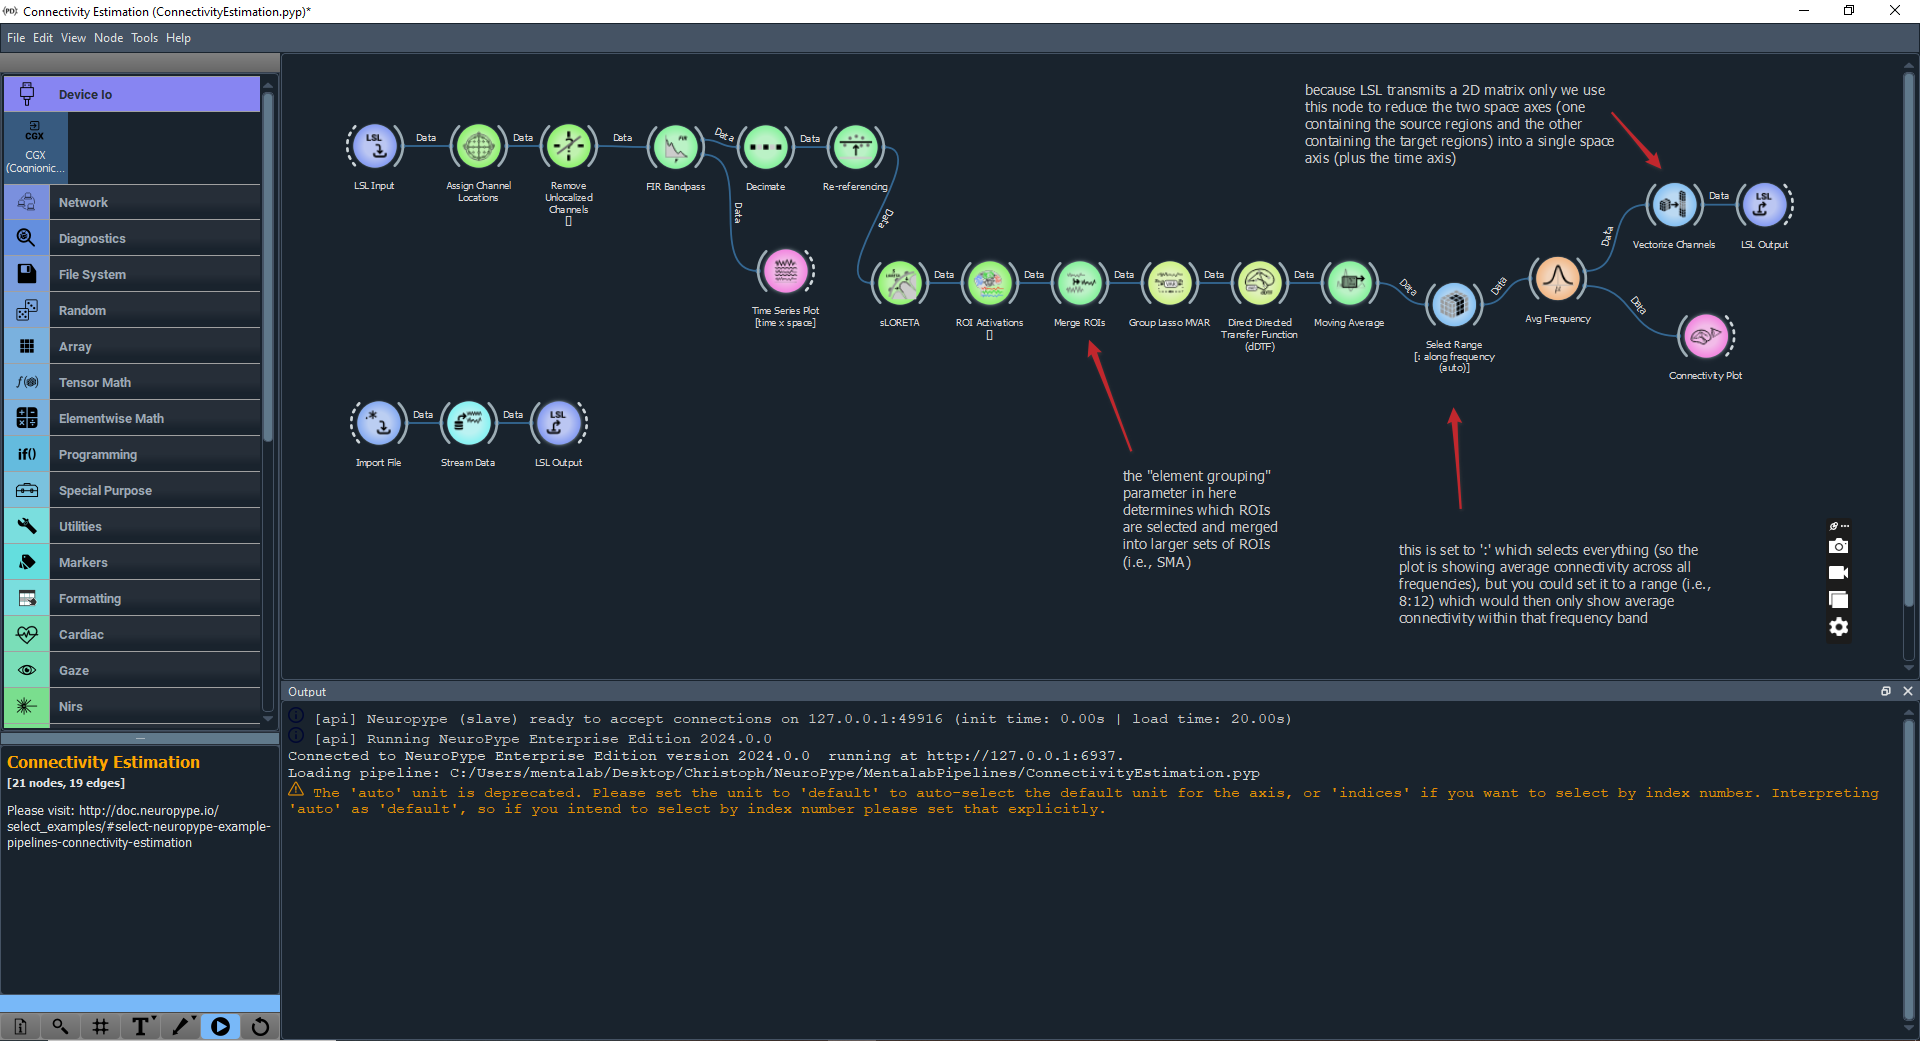 Connectivity Estimation (ConnectivityEstimation.pyp)*
File Edit View Node Tools Help
Device Io
CGX
CGX
(Cognionic...
Network
Diagnostics
File System
Random
Array
Tensor Math
Elementwise Math
if() Programming
Special Purpose
Utilities
Markers
Formatting
Cardiac
Gaze
Nirs
Connectivity Estimation
[21 nodes, 19 edges]
Please visit: http://doc.neuropype.io/
select_examples/#select-neuropype-example-
pipelines-connectivity-estimation
because LSL transmits a 2D matrix only we use
this node to reduce the two space axes (one
containing the source regions and the other
containing the target regions) into a single space
axis (plus the time axis)
LSL
Data
Data
Data
Data
Data
LSL Input
Assign Channel
Locations
Remove
Unlocalized
Channels
[]
FIR Bandpass
Decimate
Re-referencing
Data
Data
Time Series Plot
[time x space]
Data
Data
Data
Data
Data
Data
Data
Data
Data
Data
LSL
Vectorize Channels
LSL Output
sLORETA
ROI Activations
[]
Merge ROIs
Group Lasso MVAR
Direct Directed
Transfer Function
(dDTF)
Moving Average
Select Range
[: along frequency
(auto)]
Avg Frequency
Data
Connectivity Plot
Data
Data
LSL
Import File
Stream Data
LSL Output
the "element grouping"
parameter in here
determines which ROIs
are selected and merged
into larger sets of ROIs
(i.e., SMA)
this is set to ':' which selects everything (so the
plot is showing average connectivity across all
frequencies), but you could set it to a range (i.e.,
8:12) which would then only show average
connectivity within that frequency band
Output
[api] Neuropype (slave) ready to accept connections on 127.0.0.1:49916 (init time: 0.00s | load time: 20.00s)
[api] Running NeuroPype Enterprise Edition 2024.0.0
Connected to NeuroPype Enterprise Edition version 2024.0.0  running at http://127.0.0.1:6937.
Loading pipeline: C:/Users/mentalab/Desktop/Christoph/NeuroPype/MentalabPipelines/ConnectivityEstimation.pyp
The 'auto' unit is deprecated. Please set the unit to 'default' to auto-select the default unit for the axis, or 'indices' if you want to select by index number. Interpreting
'auto' as 'default', so if you intend to select by index number please set that explicitly.